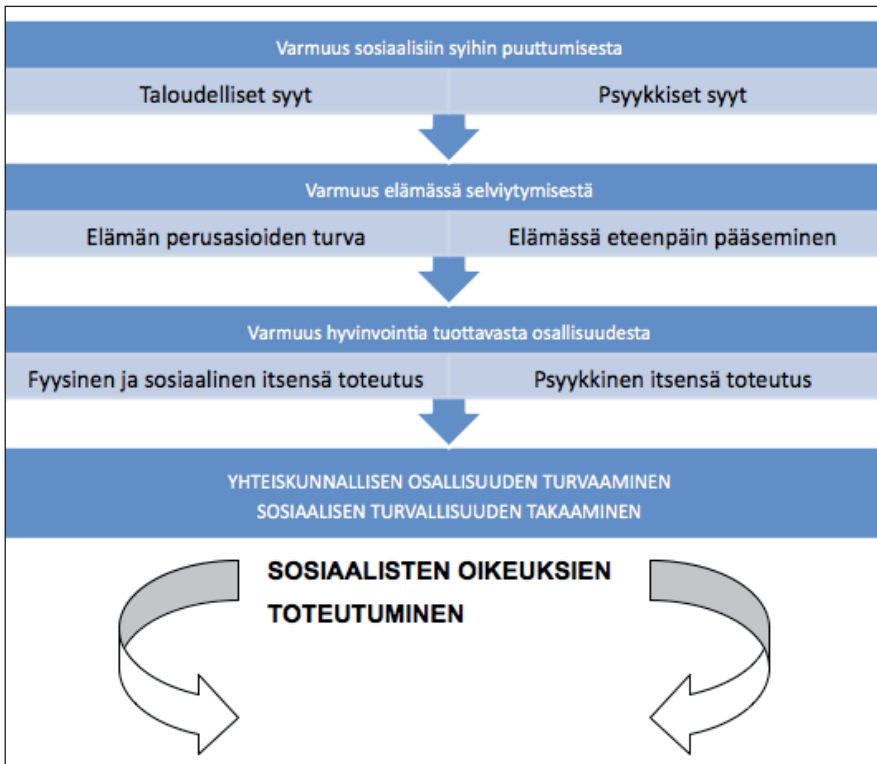 Varmuus sosiaalisiin syihin puuttumisesta
Taloudelliset syyt
Psyykkiset syyt
Varmuus elämässä selviytymisestä
Elämän perusasioiden turva
Elämässä eteenpäin pääseminen
Varmuus hyvinvointia tuottavasta osallisuudesta
Fyysinen ja sosiaalinen itsensä toteutus
Psyykkinen itsensä toteutus
YHTEISKUNNALLISEN OSALLISUUDEN TURVAAMINEN
SOSIAALISEN TURVALLISUUDEN TAKAAMINEN
SOSIAALISTEN OIKEUKSIEN
TOTEUTUMINEN